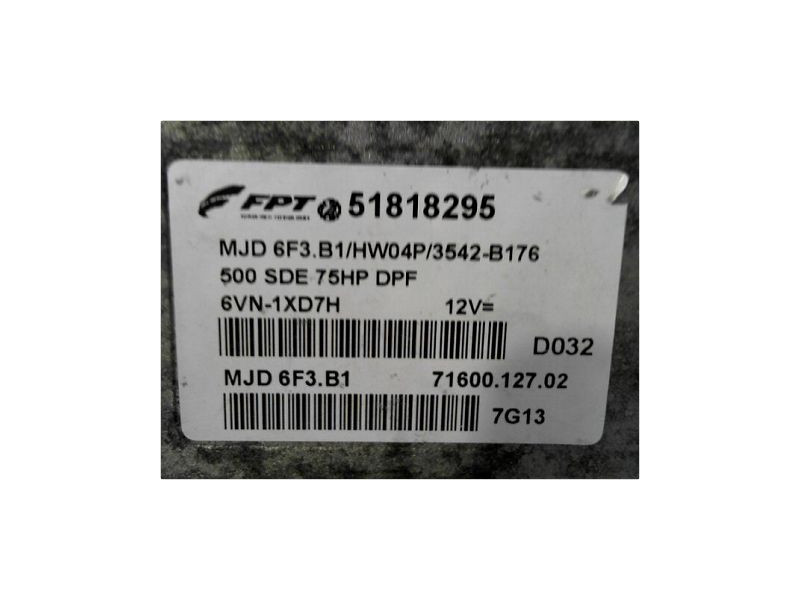 FPT 51818295
MJD 6F3.B1/HW04P/3542-B176
500 SDE 75HP DPF
6VN-1XD7H 12V=
D032
MJD 6F3.B1 71600.127.02
7G13